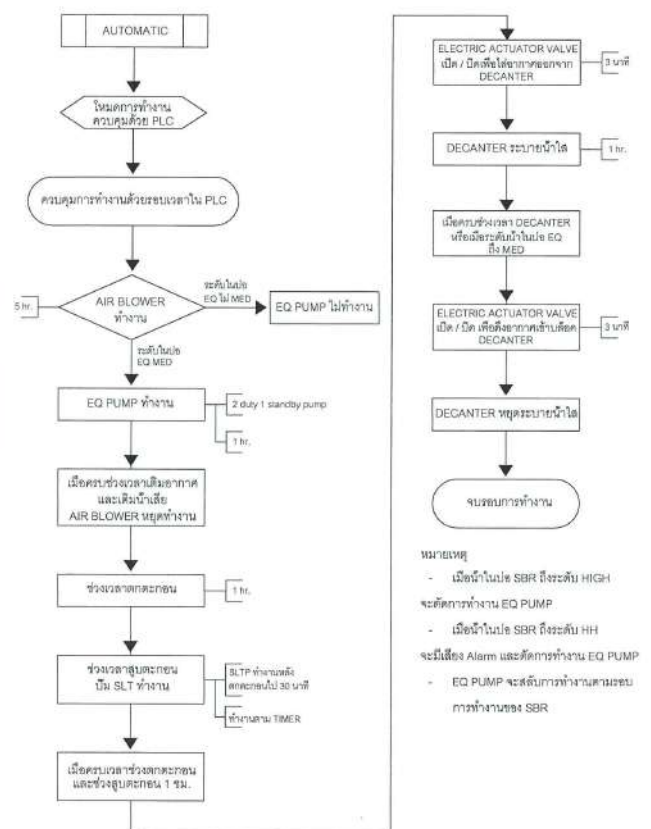 AUTOMATIC
โหมดการทำงาน
ควบคุมด้วย PLC
ควบคุมการทำงานด้วยรอบเวลาใน PLC
5 hr.
AIR BLOWER
ทำงาน
ระดับในบ่อ
EQ ไม่ MED
EQ PUMP ไม่ทำงาน
ระดับในบ่อ
EQ MED
EQ PUMP ทำงาน
2 duty 1 standby pump
1 hr.
เมื่อครบช่วงเวลาเติมอากาศ
และเติมน้ำเสีย
AIR BLOWER หยุดทำงาน
ช่วงเวลาตกตะกอน
1 hr.
ช่วงเวลาสูบตะกอน
ปั๊ม SLT ทำงาน
SLTP ทำงานหลัง
ตกตะกอนไป 30 นาที
ทำงานตาม TIMER
เมื่อครบเวลาช่วงตกตะกอน
และช่วงสูบตะกอน 1 ชม.
ELECTRIC ACTUATOR VALVE
เปิด / ปิดเพื่อไล่อากาศออกจาก
DECANTER
3 นาที
DECANTER ระบายน้ำใส
1 hr.
เมื่อครบช่วงเวลา DECANTER
หรือเมื่อระดับน้ำในบ่อ EQ
ถึง MED
ELECTRIC ACTUATOR VALVE
เปิด / ปิด เพื่อดึงอากาศเข้าบล็อค
DECANTER
3 นาที
DECANTER หยุดระบายน้ำใส
จบรอบการทำงาน
หมายเหตุ
- เมื่อน้ำในบ่อ SBR ถึงระดับ HIGH
จะตัดการทำงาน EQ PUMP
- เมื่อน้ำในบ่อ SBR ถึงระดับ HH
จะมีเสียง Alarm และตัดการทำงาน EQ PUMP
- EQ PUMP จะสลับการทำงานตามรอบ
การทำงานของ SBR